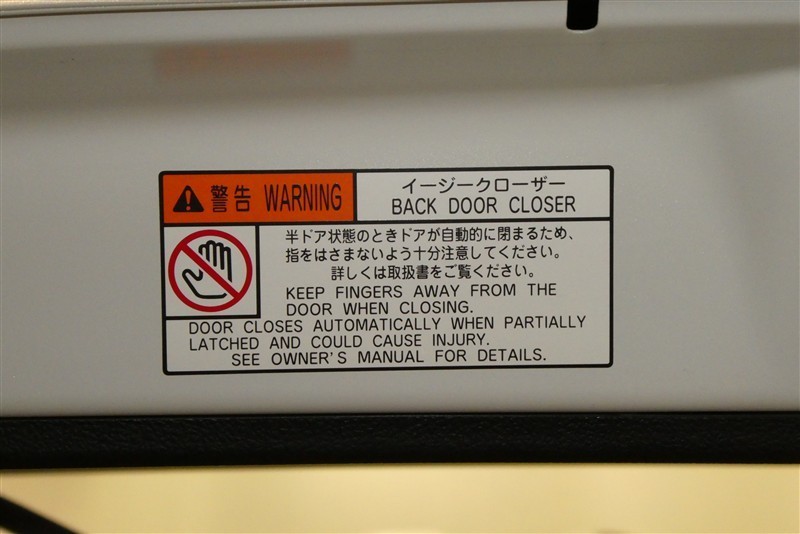 警告 WARNING
イージークローザー
BACK DOOR CLOSER
半ドア状態のときドアが自動的に閉まるため、
指をはさまないよう十分注意してください。
詳しくは取扱書をご覧ください。
KEEP FINGERS AWAY FROM THE
DOOR WHEN CLOSING.
DOOR CLOSES AUTOMATICALLY WHEN PARTIALLY
LATCHED AND COULD CAUSE INJURY.
SEE OWNER'S MANUAL FOR DETAILS.